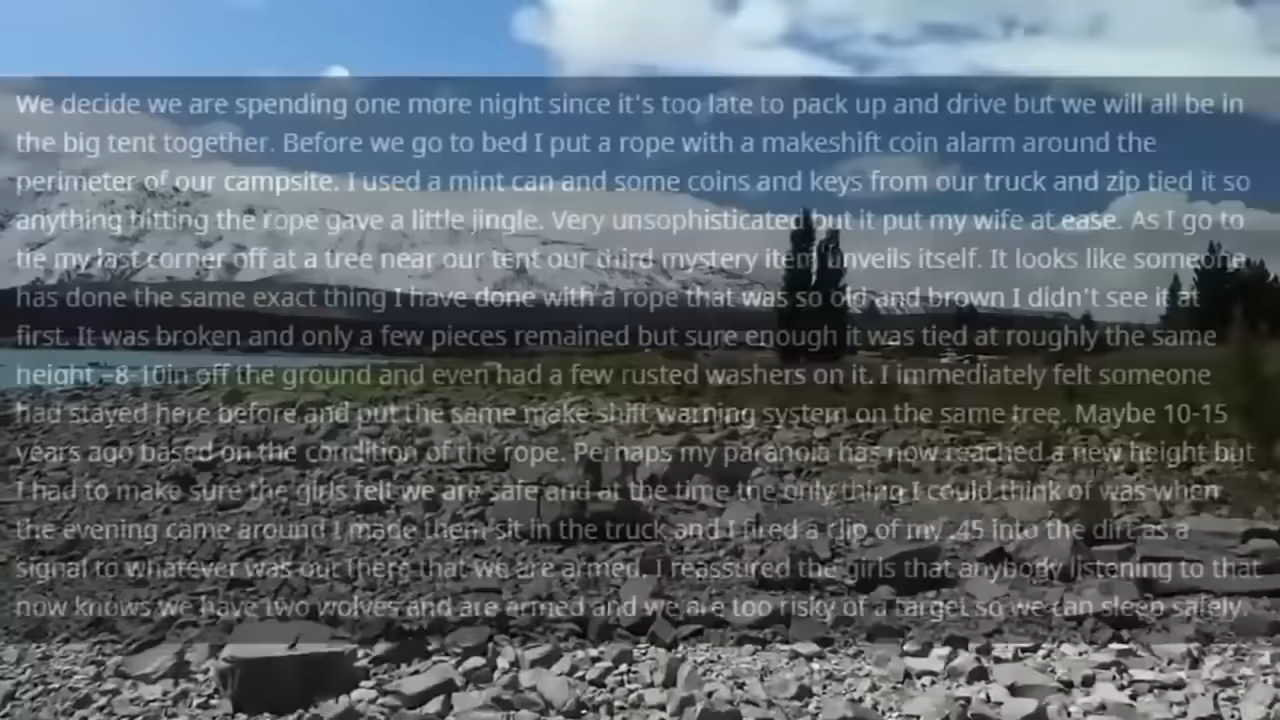 We decide we are spending one more night since it's too late to pack up and drive but we will all be in
the big tent together. Before we go to bed I put a rope with a makeshift coin alarm around the
perimeter of our campsite. I used a mint can and some coins and keys from our truck and zip tied it so
anything hitting the rope gave a little jingle. Very unsophisticated but it put my wife at ease. As I go to
tie my last corner off at a tree near our tent our third mystery item unveils itself. It looks like someone
has done the same exact thing I have done with a rope that was so old and brown I didn't see it at
first. It was broken and only a few pieces remained but sure enough it was tied at roughly the same
height ~8-10in off the ground and even had a few rusted washers on it. I immediately felt someone
had stayed here before and put the same make shift warning system on the same tree. Maybe 10-15
years ago based on the condition of the rope. Perhaps my paranoia has now reached a new height but
I had to make sure the girls felt we are safe and at the time the only thing I could think of was when
the evening came around I made them sit in the truck and I fired a clip of my .45 into the dirt as a
signal to whatever was out there that we are armed. I reassured the girls that anybody listening to that
now knows we have two wolves and are armed and we are too risky of a target so we can sleep safely.